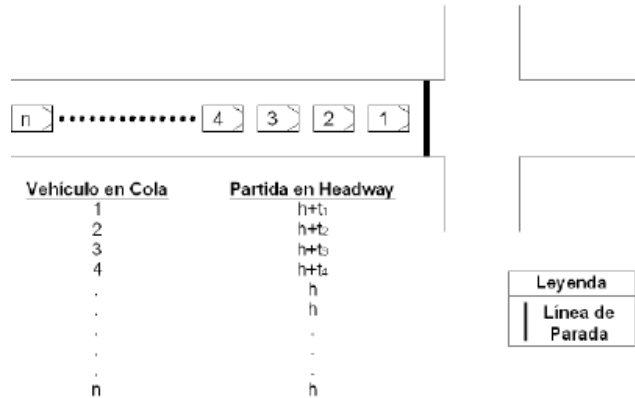 n 4 3 2 1
Vehículo en Cola Partida en Headway
1 h+t₁
2 h+t₂
3 h+t₃
4 h+t₄
. h
. h
. .
. .
. .
n h
Leyenda
Línea de
Parada